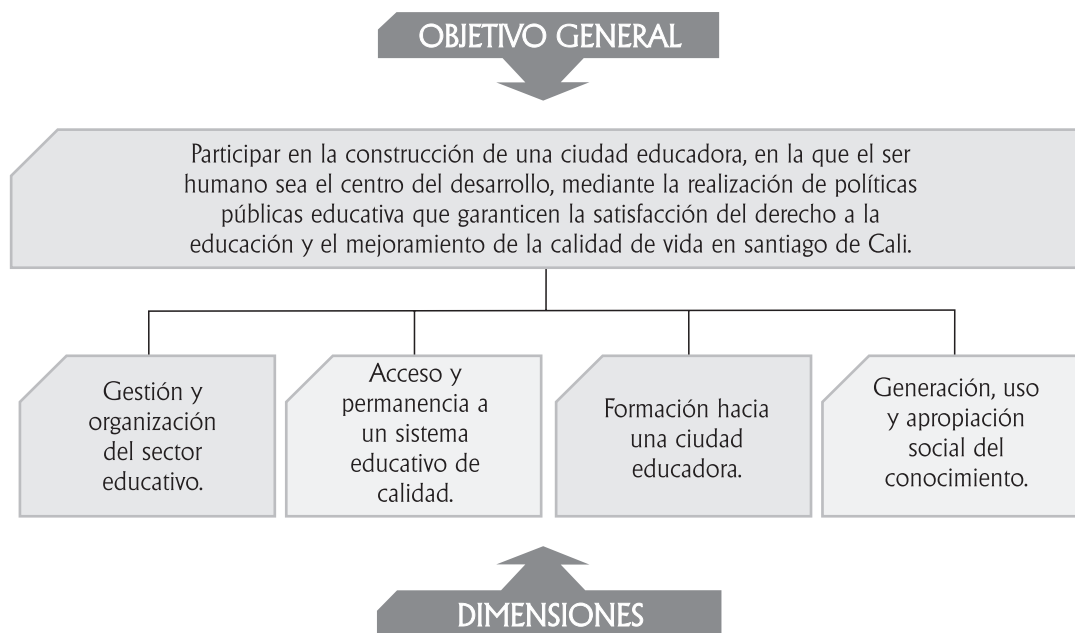 OBJETIVO GENERAL
Participar en la construcción de una ciudad educadora, en la que el ser
humano sea el centro del desarrollo, mediante la realización de políticas
públicas educativa que garanticen la satisfacción del derecho a la
educación y el mejoramiento de la calidad de vida en santiago de Cali.
Gestión y
organización
del sector
educativo.
Acceso y
permanencia a
un sistema
educativo de
calidad.
Formación hacia
una ciudad
educadora.
Generación, uso
y apropiación
social del
conocimiento.
DIMENSIONES